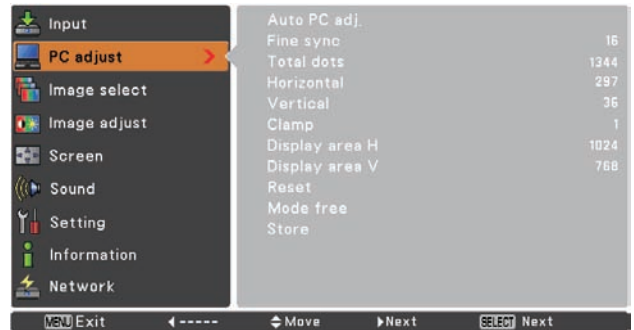 Input
PC adjust
Image select
Image adjust
Screen
Sound
Setting
Information
Network
Auto PC adj.
Fine sync 16
Total dots 1344
Horizontal 297
Vertical 36
Clamp 1
Display area H 1024
Display area V 768
Reset
Mode free
Store
MENU Exit ◀ ----- ◆ Move ▶ Next SELECT Next